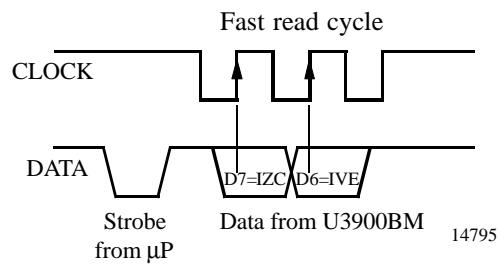 Fast read cycle
CLOCK
DATA
D7=IZC
D6=IVE
Strobe
from µP
Data from U3900BM
14795